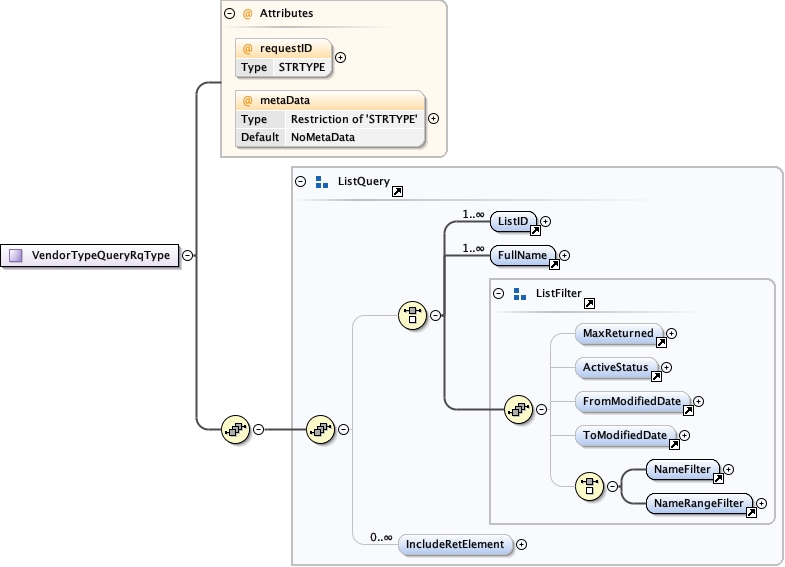 @ Attributes
@ requestID
Type STRTYPE
@ metaData
Type Restriction of 'STRTYPE'
Default NoMetaData
VendorTypeQueryRqType
ListQuery
1..∞ ListID
1..∞ FullName
ListFilter
MaxReturned
ActiveStatus
FromModifiedDate
ToModifiedDate
NameFilter
NameRangeFilter
0..∞ IncludeRetElement